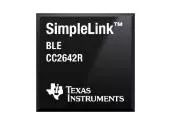 SimpleLink™
BLE
CC2642R
TEXAS
INSTRUMENTS